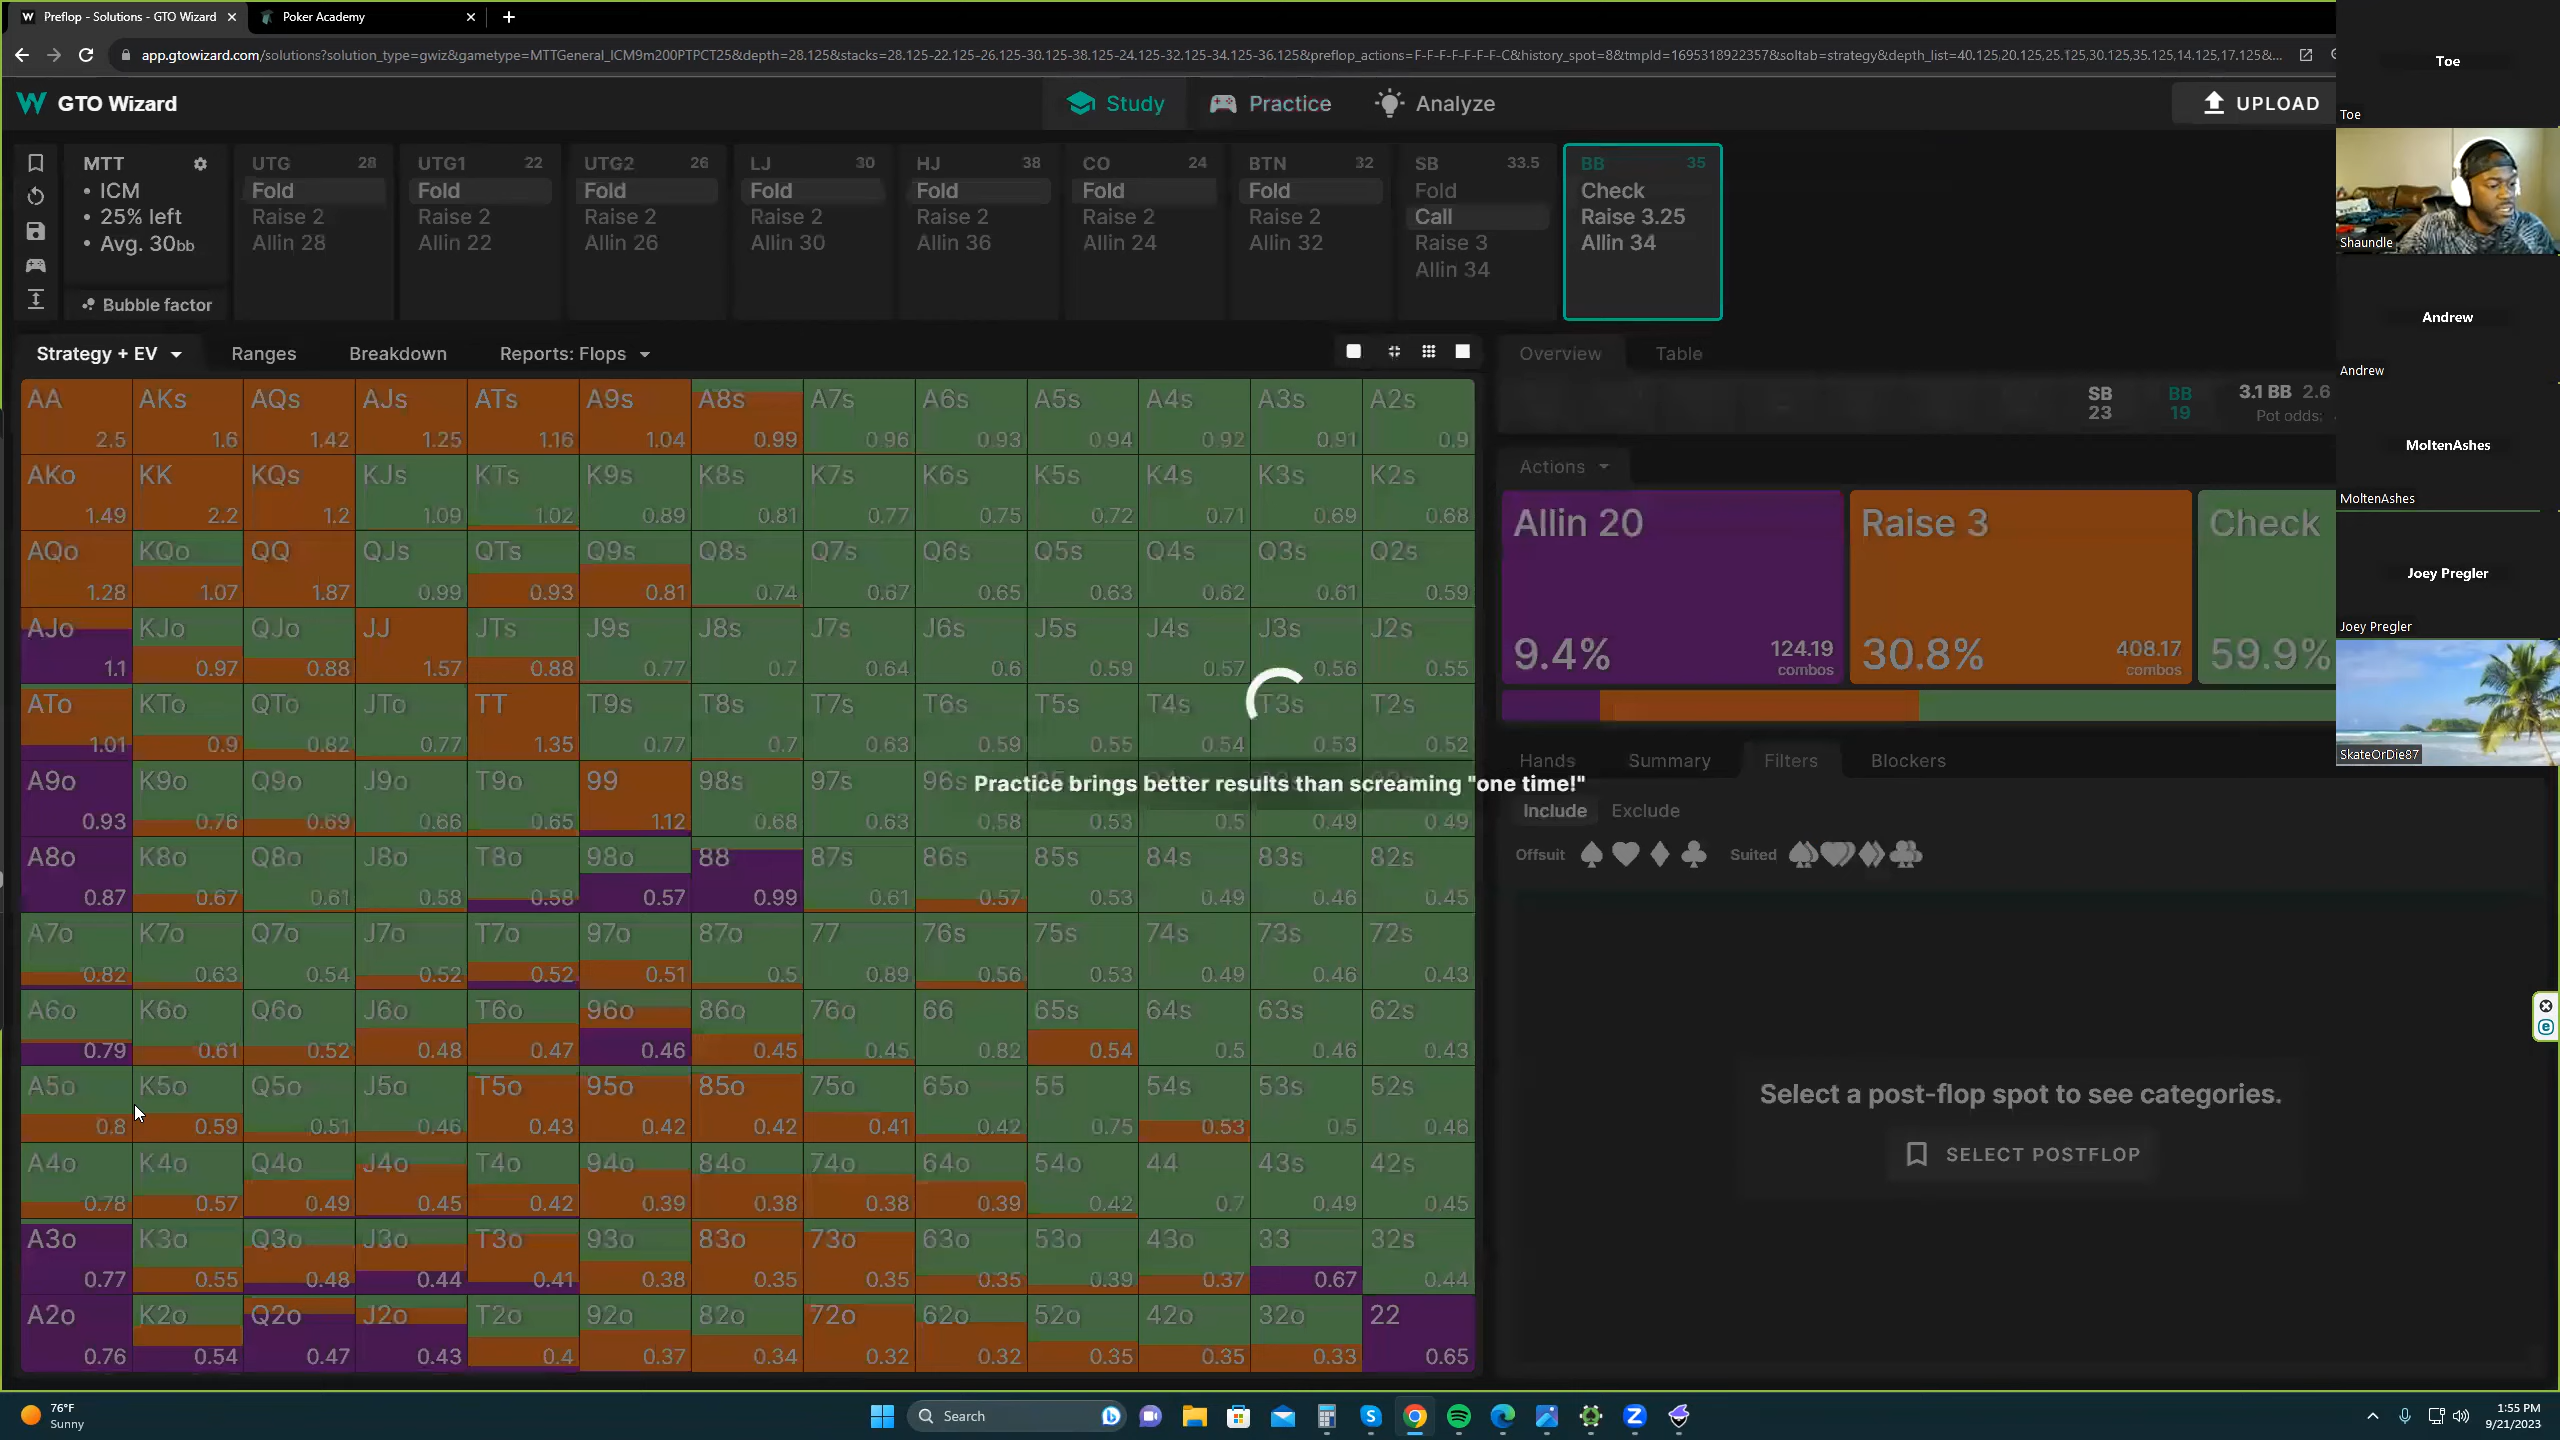 Preflop - Solutions - GTO Wizard
Poker Academy
app.gtowizard.com/solutions?solution_type=gwiz&gametype=MTTGeneral_ICM9m200PTPCT25&depth=28.125&stacks=28.125-22.125-26.125-30.125-38.125-24.125-32.125-34.125-36.125&preflop_actions=F-F-F-F-F-F-F-C&history_spot=8&tmpId=1695318922357&soltab=strategy&depth_list=40.125,20.125,25.125,30.125,35.125,14.125,17.125&...
GTO Wizard
Study
Practice
Analyze
UPLOAD
MTT
• ICM
• 25% left
• Avg. 30bb
Bubble factor
UTG 28
Fold
Raise 2
Allin 28
UTG1 22
Fold
Raise 2
Allin 22
UTG2 26
Fold
Raise 2
Allin 26
LJ 30
Fold
Raise 2
Allin 30
HJ 38
Fold
Raise 2
Allin 36
CO 24
Fold
Raise 2
Allin 24
BTN 32
Fold
Raise 2
Allin 32
SB 33.5
Fold
Call
Raise 3
Allin 34
BB 35
Check
Raise 3.25
Allin 34
Strategy + EV
Ranges
Breakdown
Reports: Flops
AA AKs AQs AJs ATs A9s A8s A7s A6s A5s A4s A3s A2s
2.5 1.6 1.42 1.25 1.16 1.04 0.99 0.96 0.93 0.94 0.92 0.91 0.9
AKo KK KQs KJs KTs K9s K8s K7s K6s K5s K4s K3s K2s
1.49 2.2 1.2 1.09 1.02 0.89 0.81 0.77 0.75 0.72 0.71 0.69 0.68
AQo KQo QQ QJs QTs Q9s Q8s Q7s Q6s Q5s Q4s Q3s Q2s
1.28 1.07 1.87 0.99 0.93 0.81 0.74 0.67 0.65 0.63 0.62 0.61 0.59
AJo KJo QJo JJ JTs J9s J8s J7s J6s J5s J4s J3s J2s
1.1 0.97 0.88 1.57 0.88 0.77 0.7 0.64 0.6 0.59 0.57 0.56 0.55
ATo KTo QTo JTo TT T9s T8s T7s T6s T5s T4s T3s T2s
1.01 0.9 0.82 0.77 1.35 0.77 0.7 0.63 0.59 0.55 0.54 0.53 0.52
A9o K9o Q9o J9o T9o 99 98s 97s 96s
Practice brings better results than screaming "one time!"
0.93 0.76 0.69 0.66 0.65 1.12 0.68 0.63 0.58 0.53 0.5 0.49 0.49
A8o K8o Q8o J8o T8o 98o 88 87s 86s 85s 84s 83s 82s
0.87 0.67 0.61 0.58 0.58 0.57 0.99 0.61 0.57 0.53 0.49 0.46 0.45
A7o K7o Q7o J7o T7o 97o 87o 77 76s 75s 74s 73s 72s
0.82 0.63 0.54 0.52 0.52 0.51 0.5 0.89 0.56 0.53 0.49 0.46 0.43
A6o K6o Q6o J6o T6o 96o 86o 76o 66 65s 64s 63s 62s
0.79 0.61 0.52 0.48 0.47 0.46 0.45 0.45 0.82 0.54 0.5 0.46 0.43
A5o K5o Q5o J5o T5o 95o 85o 75o 65o 55 54s 53s 52s
0.8 0.59 0.51 0.46 0.43 0.42 0.42 0.41 0.42 0.75 0.53 0.5 0.46
A4o K4o Q4o J4o T4o 94o 84o 74o 64o 54o 44 43s 42s
0.78 0.57 0.49 0.45 0.42 0.39 0.38 0.38 0.39 0.42 0.7 0.49 0.45
A3o K3o Q3o J3o T3o 93o 83o 73o 63o 53o 43o 33 32s
0.77 0.55 0.48 0.44 0.41 0.38 0.35 0.35 0.35 0.39 0.37 0.67 0.44
A2o K2o Q2o J2o T2o 92o 82o 72o 62o 52o 42o 32o 22
0.76 0.54 0.47 0.43 0.4 0.37 0.34 0.32 0.32 0.35 0.35 0.33 0.65
Overview
Table
SB BB 3.1 BB 2.6
23 19 Pot odds:
Actions
Allin 20
9.4%
124.19
combos
Raise 3
30.8%
408.17
combos
Check
59.9%
Hands
Summary
Filters
Blockers
Include
Exclude
Offsuit
Suited
Select a post-flop spot to see categories.
SELECT POSTFLOP
Toe
Toe
Shaundle
Andrew
Andrew
MoltenAshes
MoltenAshes
Joey Pregler
Joey Pregler
SkateOrDie87
76°F
Sunny
Search
1:55 PM
9/21/2023